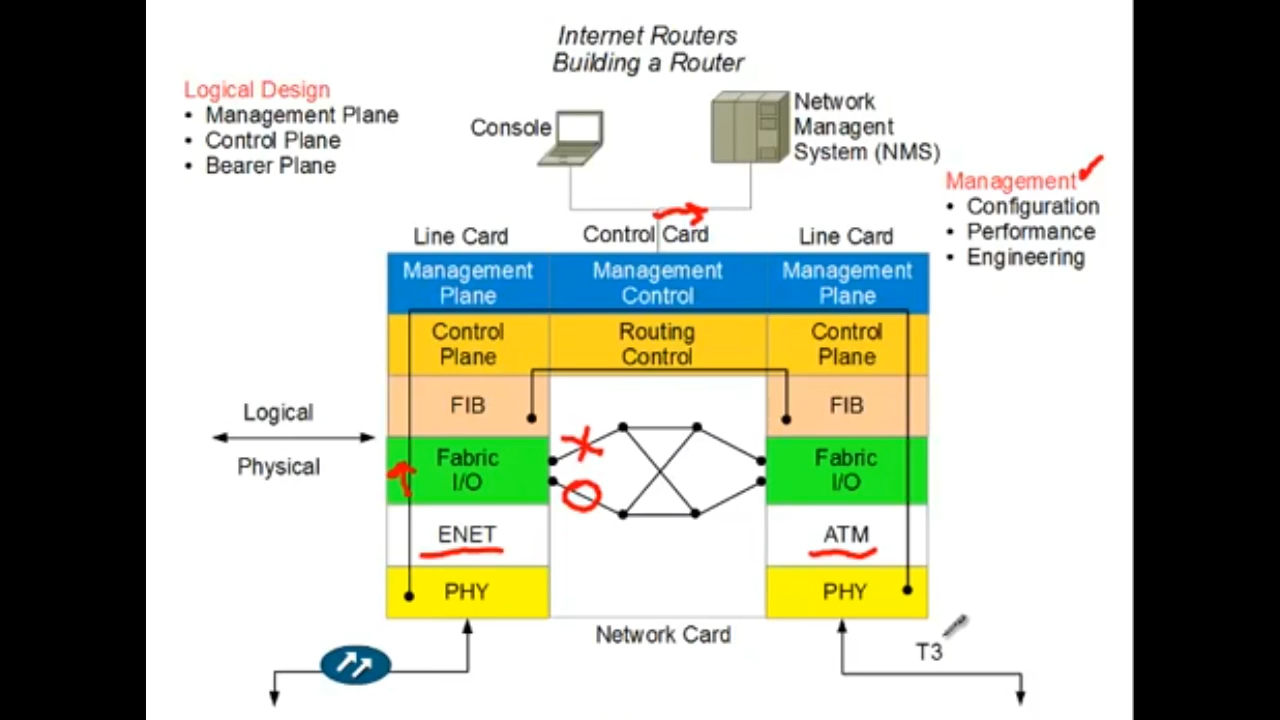 Internet Routers
Building a Router
Logical Design
• Management Plane
• Control Plane
• Bearer Plane
Console
Network
Managent
System (NMS)
Management
• Configuration
• Performance
• Engineering
Line Card
Control Card
Line Card
Management
Plane
Management
Control
Management
Plane
Control
Plane
Routing
Control
Control
Plane
FIB
FIB
Logical
Physical
Fabric
I/O
Fabric
I/O
ENET
ATM
PHY
PHY
Network Card
T3